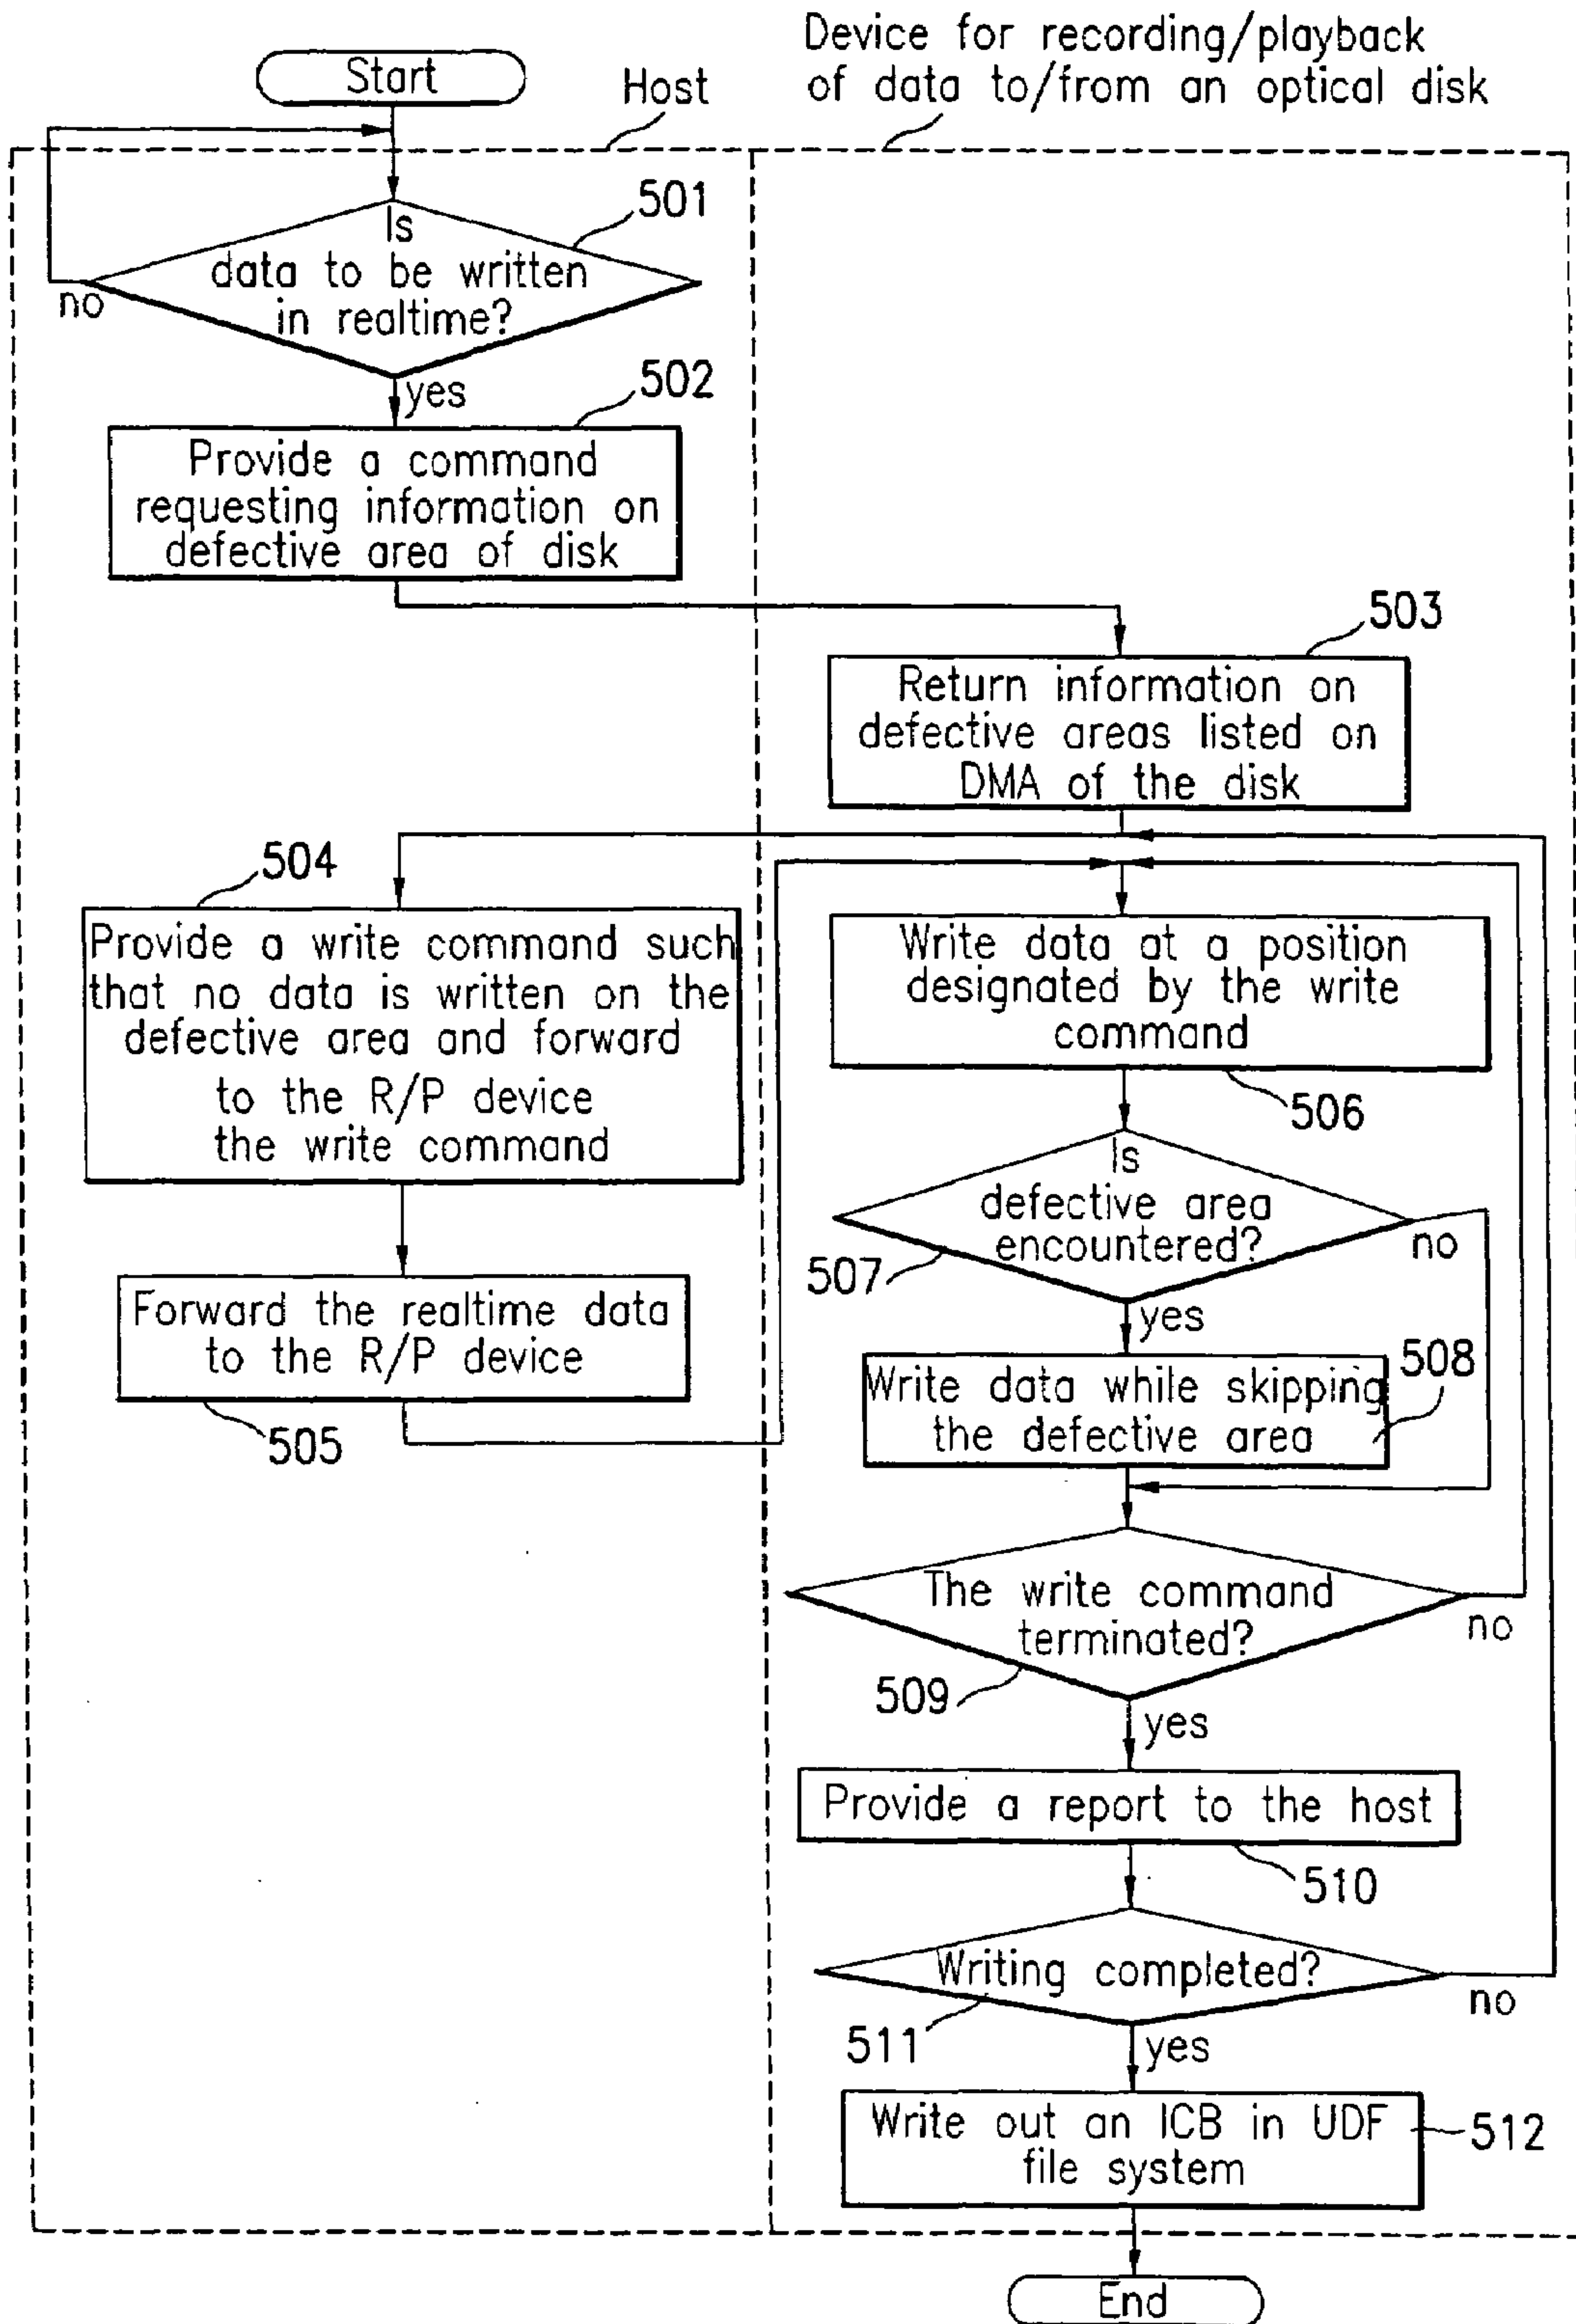 Device for recording/playback
of data to/from an optical disk
Start
Host
501
Is
data to be written
in realtime?
no
yes
502
Provide a command
requesting information on
defective area of disk
503
Return information on
defective areas listed on
DMA of the disk
504
Provide a write command such
that no data is written on the
defective area and forward
to the R/P device
the write command
Write data at a position
designated by the write
command
506
Is
defective area
encountered?
507
no
yes
Forward the realtime data
to the R/P device
505
508
Write data while skipping
the defective area
The write command
terminated?
no
509
yes
Provide a report to the host
510
Writing completed?
no
511
yes
Write out an ICB in UDF
file system
512
End